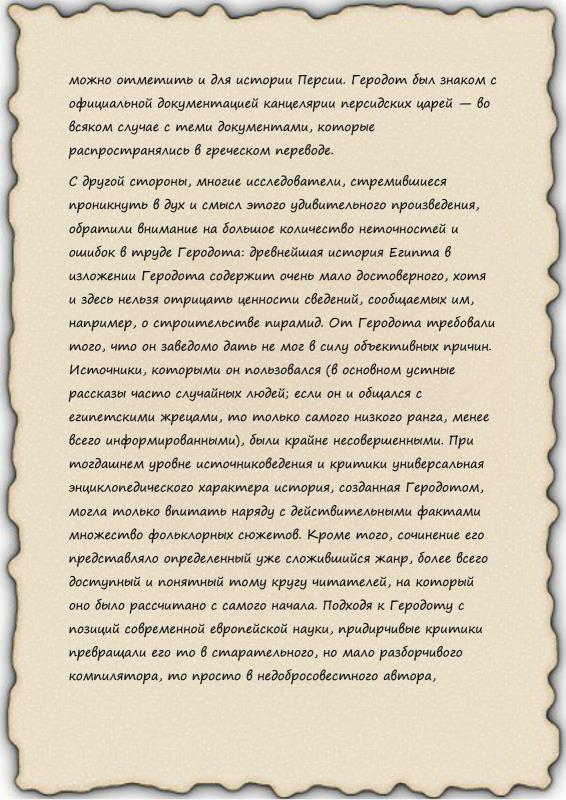 можно отметить и для истории Персии. Геродот был знаком с
официальной документацией канцелярии персидских царей — во
всяком случае с теми документами, которые
распространялись в греческом переводе.
С другой стороны, многие исследователи, стремившиеся
проникнуть в дух и смысл этого удивительного произведения,
обратили внимание на большое количество неточностей и
ошибок в труде Геродота: древнейшая история Египта в
изложении Геродота содержит очень мало достоверного, хотя
и здесь нельзя отрицать ценности сведений, сообщаемых им,
например, о строительстве пирамид. От Геродота требовали
того, что он заведомо дать не мог в силу объективных причин.
Источники, которыми он пользовался (в основном устные
рассказы часто случайных людей; если он и общался с
египетскими жрецами, то только самого низкого ранга, менее
всего информированными), были крайне несовершенными. При
тогдашнем уровне источниковедения и критики универсальная
энциклопедического характера история, созданная Геродотом,
могла только впитать наряду с действительными фактами
множество фольклорных сюжетов. Кроме того, сочинение его
представляло определенный уже сложившийся жанр, более всего
доступный и понятный тому кругу читателей, на который
оно было рассчитано с самого начала. Подходя к Геродоту с
позиций современной европейской науки, придирчивые критики
превращали его то в старательного, но мало разборчивого
компилятора, то просто в недобросовестного автора,